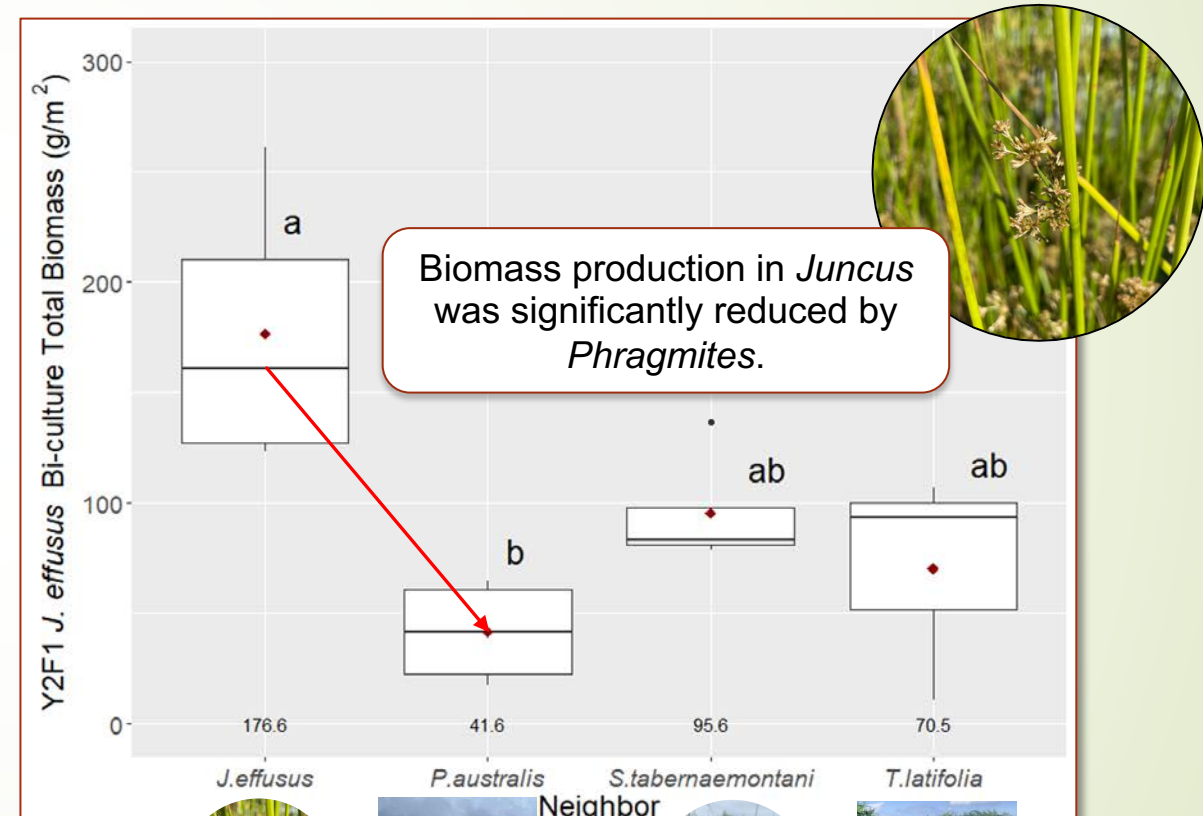 Y2F1 J. effusus Bi-culture Total Biomass (g/m²)
300
200
100
0
a
b
ab
ab
Biomass production in Juncus
was significantly reduced by
Phragmites.
176.6 41.6 95.6 70.5
J.effusus P.australis S.tabernaemontani T.latifolia
Neighbor